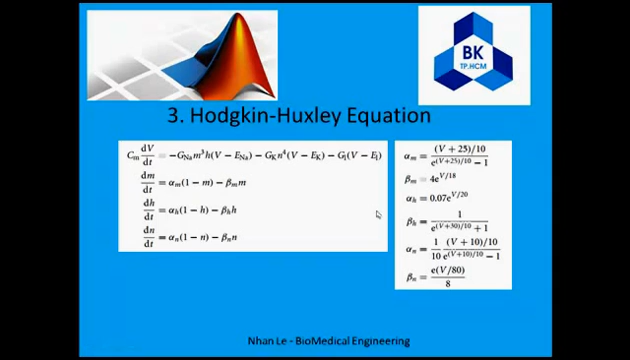 BK
TP.HCM
3. Hodgkin-Huxley Equation
C_m dV/dt = −G_Na m³h(V − E_Na) − G_K n⁴(V − E_K) − G_l(V − E_l)
dm/dt = α_m(1 − m) − β_m m
dh/dt = α_h(1 − h) − β_h h
dn/dt = α_n(1 − n) − β_n n
α_m = (V + 25)/10 / e^(V+25)/10 − 1
β_m = 4e^V/18
α_h = 0.07e^V/20
β_h = 1 / e^(V+30)/10 + 1
α_n = 1/10 (V + 10)/10 / e^(V+10)/10 − 1
β_n = e(V/80) / 8
Nhan Le - BioMedical Engineering